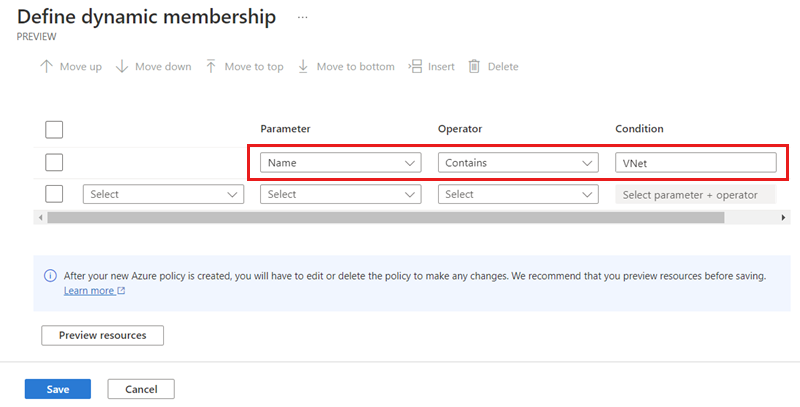 Define dynamic membership ...
PREVIEW
Move up Move down Move to top Move to bottom Insert Delete
Parameter Operator Condition
Name Contains VNet
Select Select Select Select parameter + operator
After your new Azure policy is created, you will have to edit or delete the policy to make any changes. We recommend that you preview resources before saving.
Learn more
Preview resources
Save Cancel